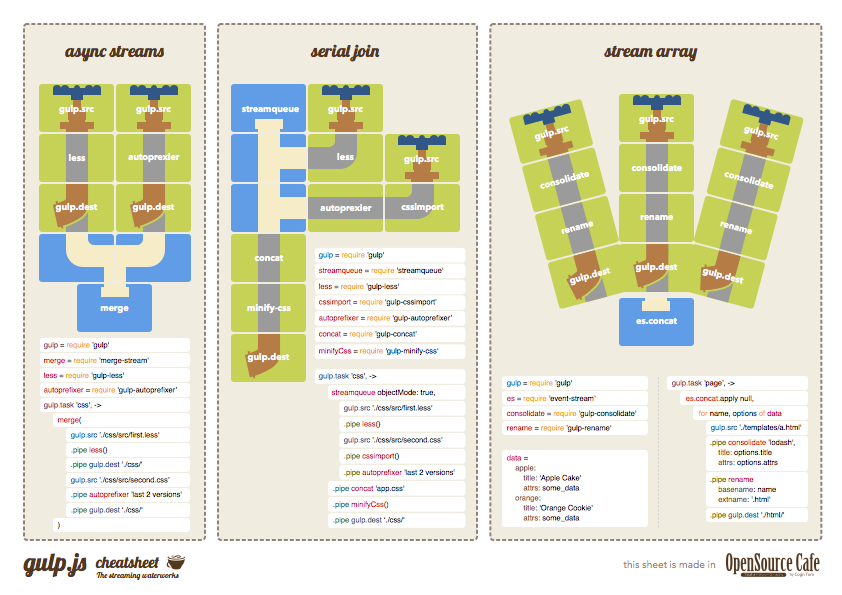 async streams
gulp.src
gulp.src
less
autoprexier
gulp.dest
gulp.dest
merge
gulp = require 'gulp'
merge = require 'merge-stream'
less = require 'gulp-less'
autoprefixer = require 'gulp-autoprefixer'
gulp.task 'css', ->
merge(
gulp.src './css/src/first.less'
.pipe less()
.pipe gulp.dest './css/'
gulp.src './css/src/second.css'
.pipe autoprefixer 'last 2 versions'
.pipe gulp.dest './css/'
)
serial join
streamqueue
gulp.src
less
gulp.src
autoprexier
cssimport
concat
minify-css
gulp.dest
gulp = require 'gulp'
streamqueue = require 'streamqueue'
less = require 'gulp-less'
cssimport = require 'gulp-cssimport'
autoprefixer = require 'gulp-autoprefixer'
concat = require 'gulp-concat'
minifyCss = require 'gulp-minify-css'
gulp.task 'css', ->
streamqueue objectMode: true,
gulp.src './css/src/first.less'
.pipe less()
gulp.src './css/src/second.css'
.pipe cssimport()
.pipe autoprefixer 'last 2 versions'
.pipe concat 'app.css'
.pipe minifyCss()
.pipe gulp.dest './css/'
stream array
gulp.src
gulp.src
gulp.src
consolidate
consolidate
consolidate
rename
rename
rename
gulp.dest
gulp.dest
gulp.dest
es.concat
gulp = require 'gulp'
es = require 'event-stream'
consolidate = require 'gulp-consolidate'
rename = require 'gulp-rename'
data =
apple:
title: 'Apple Cake'
attrs: some_data
orange:
title: 'Orange Cookie'
attrs: some_data
gulp.task 'page', ->
es.concat.apply null,
for name, options of data
gulp.src './templates/a.html'
.pipe consolidate 'lodash',
title: options.title
attrs: options.attrs
.pipe rename
basename: name
extname: '.html'
.pipe gulp.dest './html/'
gulp.js cheatsheet
The streaming waterworks
this sheet is made in OpenSource Cafe